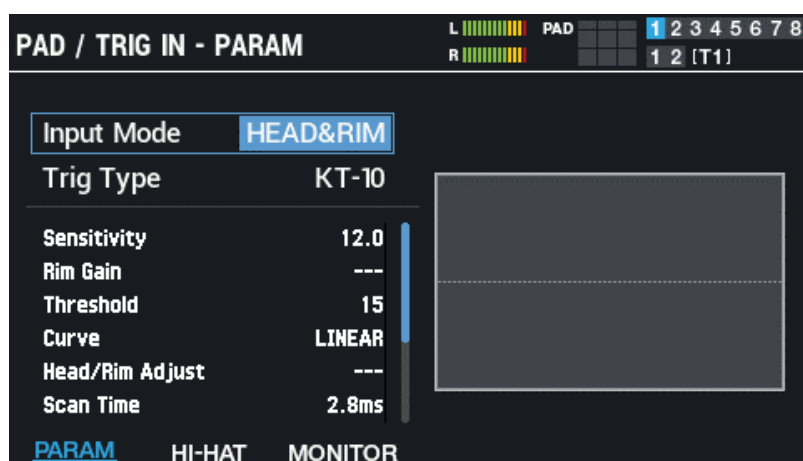 PAD / TRIG IN - PARAM
L PAD 1 2 3 4 5 6 7 8
R 1 2 [T1]
Input Mode HEAD&RIM
Trig Type KT-10
Sensitivity 12.0
Rim Gain ---
Threshold 15
Curve LINEAR
Head/Rim Adjust ---
Scan Time 2.8ms
PARAM HI-HAT MONITOR